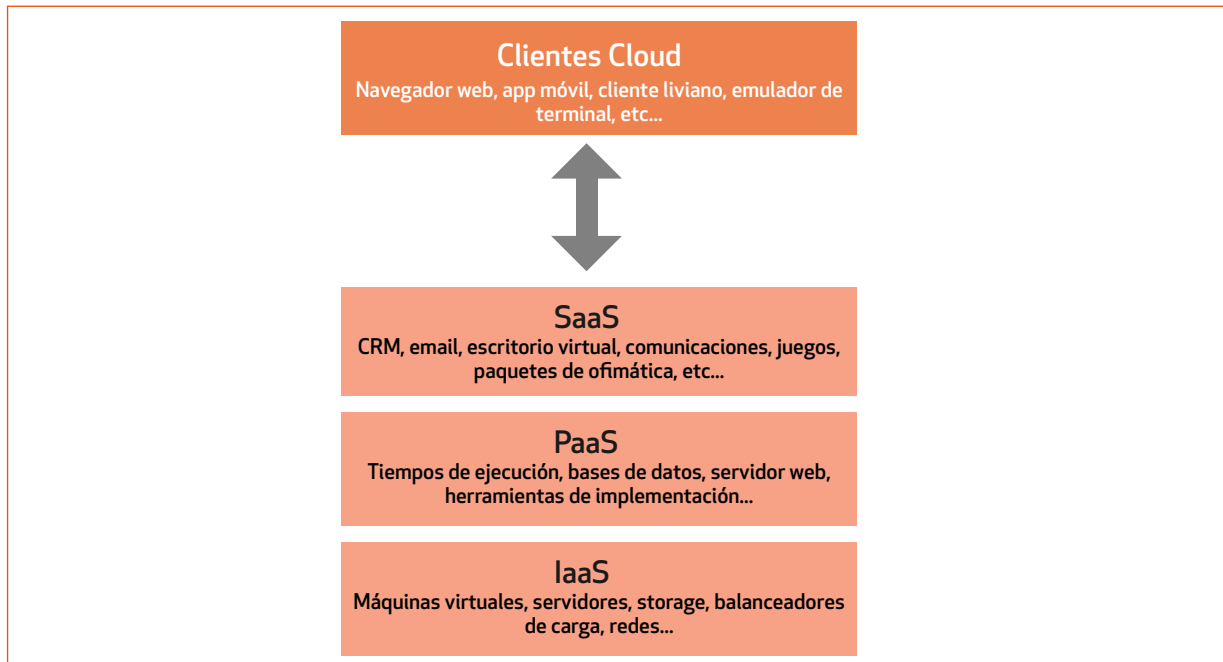 Clientes Cloud
Navegador web, app móvil, cliente liviano, emulador de
terminal, etc...
SaaS
CRM, email, escritorio virtual, comunicaciones, juegos,
paquetes de ofimática, etc...
PaaS
Tiempos de ejecución, bases de datos, servidor web,
herramientas de implementación...
IaaS
Máquinas virtuales, servidores, storage, balanceadores
de carga, redes...